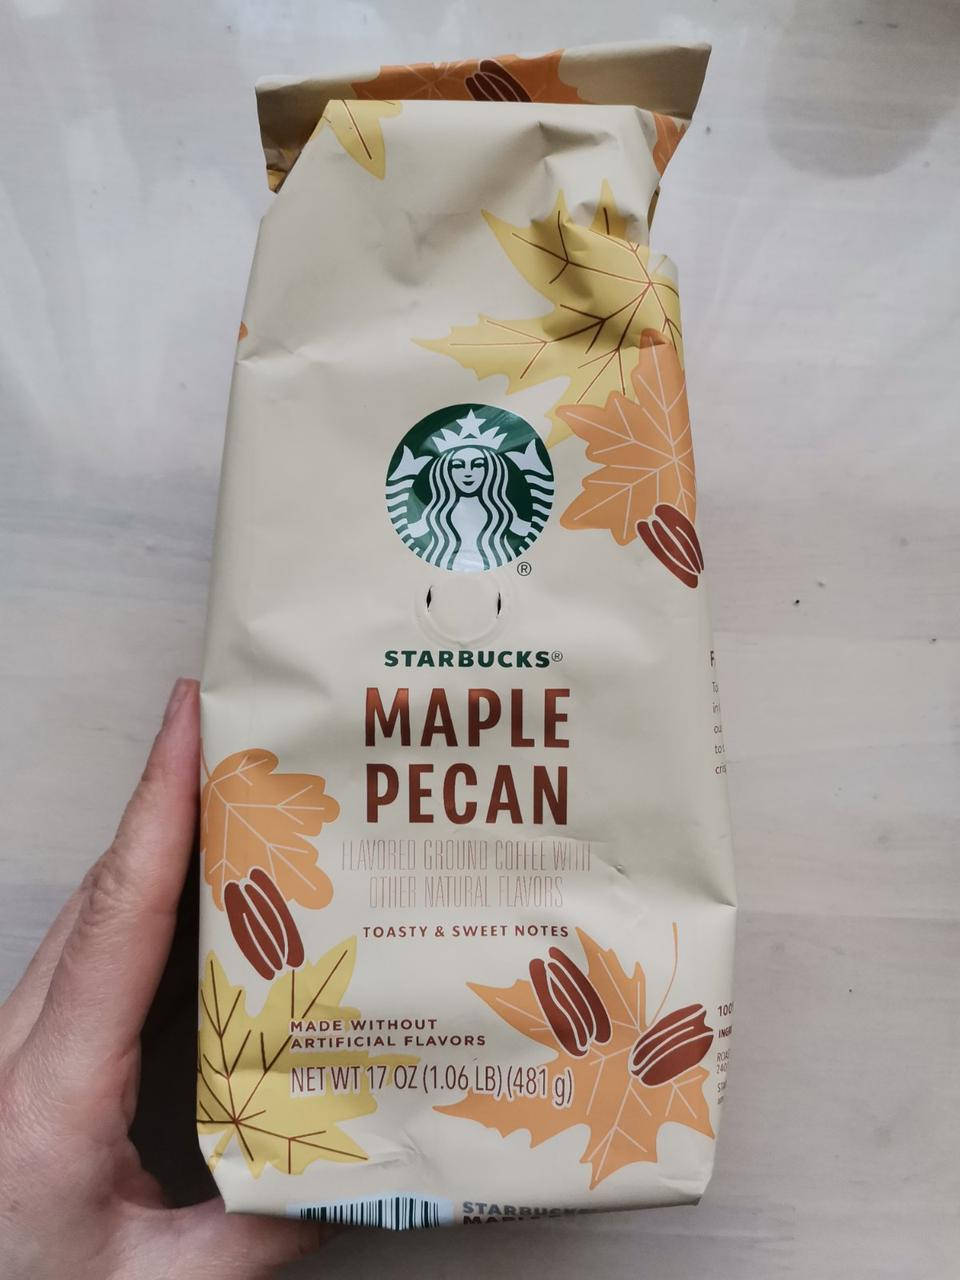 ®
STARBUCKS®
MAPLE
PECAN
FLAVORED GROUND COFFEE WITH
OTHER NATURAL FLAVORS
TOASTY & SWEET NOTES
MADE WITHOUT
ARTIFICIAL FLAVORS
NET WT 17 OZ (1.06 LB) (481 g)
STARBUCKS